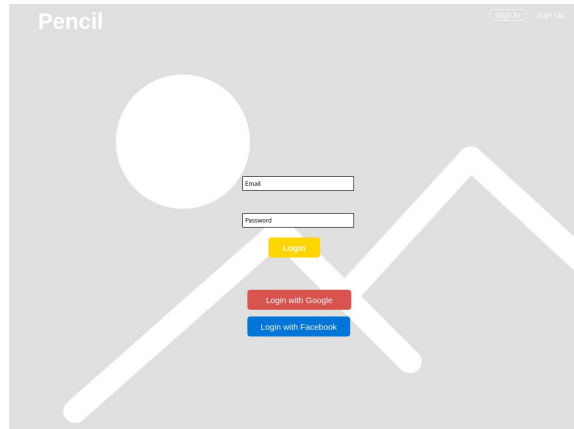 Pencil
Sign In
Sign Up
Email
Password
Login
Login with Google
Login with Facebook